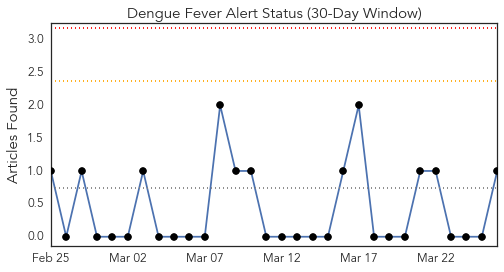 Dengue Fever Alert Status (30-Day Window)
Articles Found
3.0
2.5
2.0
1.5
1.0
0.5
0.0
Feb 25 Mar 02 Mar 07 Mar 12 Mar 17 Mar 22